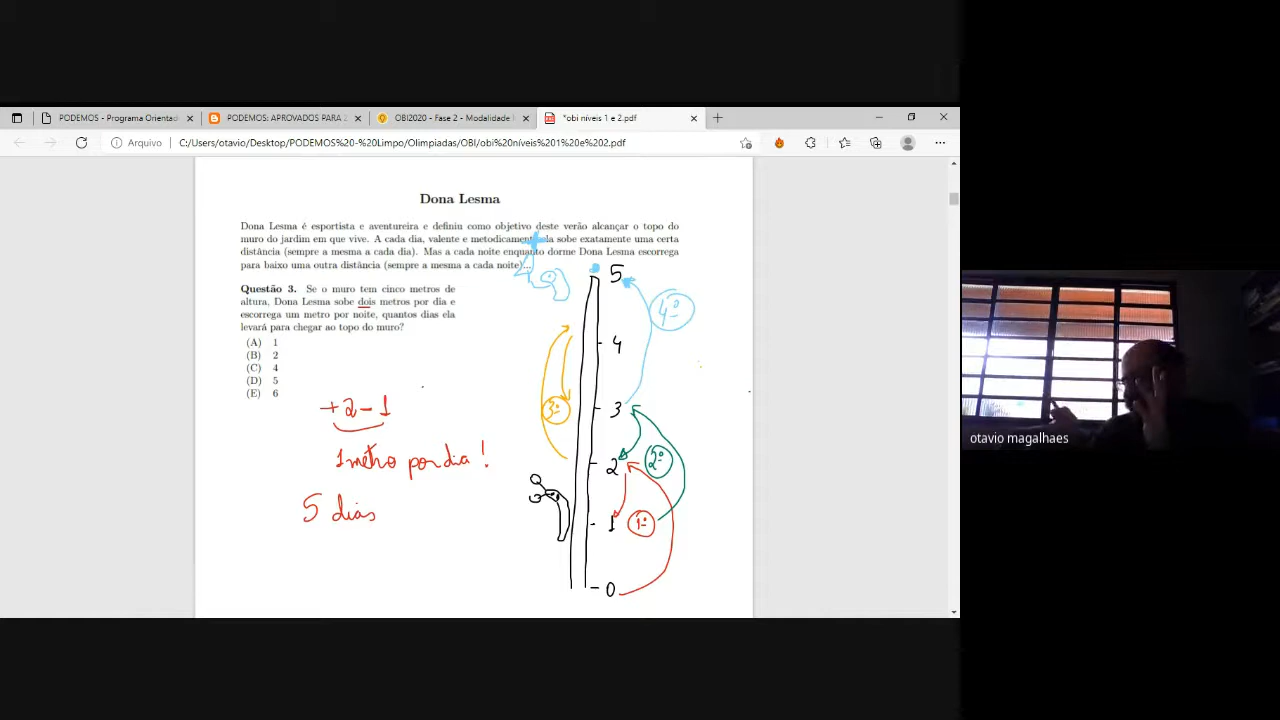 PODEMOS - Programa Orientad
PODEMOS: APROVADOS PARA 2
OBI2020 - Fase 2 - Modalidade I
*obi níveis 1 e 2.pdf
Arquivo
C:/Users/otavio/Desktop/PODEMOS%20-%20Limpo/Olimpiadas/OBI/obi%20níveis%201%20e%202.pdf
Dona Lesma
Dona Lesma é esportista e aventureira e definiu como objetivo deste verão alcançar o topo do
muro do jardim em que vive. A cada dia, valente e metodicamente ela sobe exatamente uma certa
distância (sempre a mesma a cada dia). Mas a cada noite enquanto dorme Dona Lesma escorrega
para baixo uma outra distância (sempre a mesma a cada noite)...
Questão 3. Se o muro tem cinco metros de
altura, Dona Lesma sobe dois metros por dia e
escorrega um metro por noite, quantos dias ela
levará para chegar ao topo do muro?
(A) 1
(B) 2
(C) 4
(D) 5
(E) 6
+2-1
1 metro por dia !
5 dias
5
4º
4
3º
3
2
2º
1
1º
0
otavio magalhaes